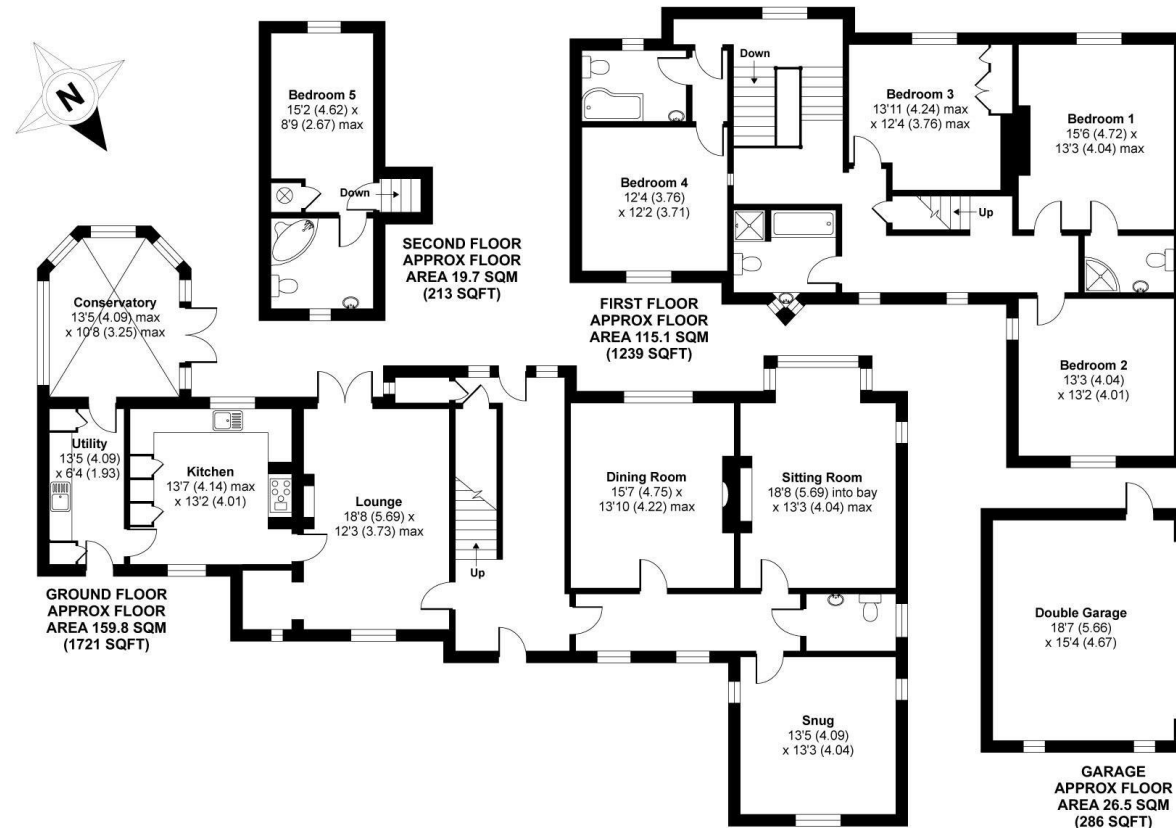 N
Bedroom 5
15'2 (4.62) x
8'9 (2.67) max
Down
SECOND FLOOR
APPROX FLOOR
AREA 19.7 SQM
(213 SQFT)
Down
Bedroom 3
13'11 (4.24) max
x 12'4 (3.76) max
Bedroom 1
15'6 (4.72) x
13'3 (4.04) max
Bedroom 4
12'4 (3.76)
x 12'2 (3.71)
Up
FIRST FLOOR
APPROX FLOOR
AREA 115.1 SQM
(1239 SQFT)
Bedroom 2
13'3 (4.04)
x 13'2 (4.01)
Conservatory
13'5 (4.09) max
x 10'8 (3.25) max
Utility
13'5 (4.09)
x 6'4 (1.93)
Kitchen
13'7 (4.14) max
x 13'2 (4.01)
Lounge
18'8 (5.69) x
12'3 (3.73) max
Up
Dining Room
15'7 (4.75) x
13'10 (4.22) max
Sitting Room
18'8 (5.69) into bay
x 13'3 (4.04) max
GROUND FLOOR
APPROX FLOOR
AREA 159.8 SQM
(1721 SQFT)
Snug
13'5 (4.09)
x 13'3 (4.04)
Double Garage
18'7 (5.66)
x 15'4 (4.67)
GARAGE
APPROX FLOOR
AREA 26.5 SQM
(286 SQFT)